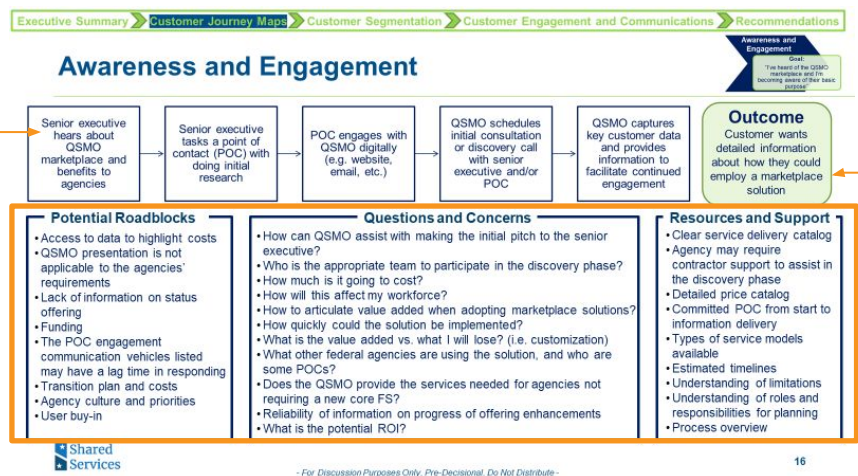 Executive Summary Customer Journey Maps Customer Segmentation Customer Engagement and Communications Recommendations
Awareness and
Engagement
Goal:
"I've heard of the QSMO
marketplace and I'm
becoming aware of their basic
purpose"
Awareness and Engagement
Senior executive
hears about
QSMO
marketplace and
benefits to
agencies
Senior executive
tasks a point of
contact (POC) with
doing initial
research
POC engages with
QSMO digitally
(e.g. website,
email, etc.)
QSMO schedules
initial consultation
or discovery call
with senior
executive and/or
POC
QSMO captures
key customer data
and provides
information to
facilitate continued
engagement
Outcome
Customer wants
detailed information
about how they could
employ a marketplace
solution
Potential Roadblocks
• Access to data to highlight costs
• QSMO presentation is not
applicable to the agencies'
requirements
• Lack of information on status
offering
• Funding
• The POC engagement
communication vehicles listed
may have a lag time in responding
• Transition plan and costs
• Agency culture and priorities
• User buy-in
Questions and Concerns
• How can QSMO assist with making the initial pitch to the senior
executive?
• Who is the appropriate team to participate in the discovery phase?
• How much is it going to cost?
• How will this affect my workforce?
• How to articulate value added when adopting marketplace solutions?
• How quickly could the solution be implemented?
• What is the value added vs. what I will lose? (i.e. customization)
• What other federal agencies are using the solution, and who are
some POCs?
• Does the QSMO provide the services needed for agencies not
requiring a new core FS?
• Reliability of information on progress of offering enhancements
• What is the potential ROI?
Resources and Support
• Clear service delivery catalog
• Agency may require
contractor support to assist in
the discovery phase
• Detailed price catalog
• Committed POC from start to
information delivery
• Types of service models
available
• Estimated timelines
• Understanding of limitations
• Understanding of roles and
responsibilities for planning
• Process overview
Shared
Services
- For Discussion Purposes Only, Pre-Decisional, Do Not Distribute -
16